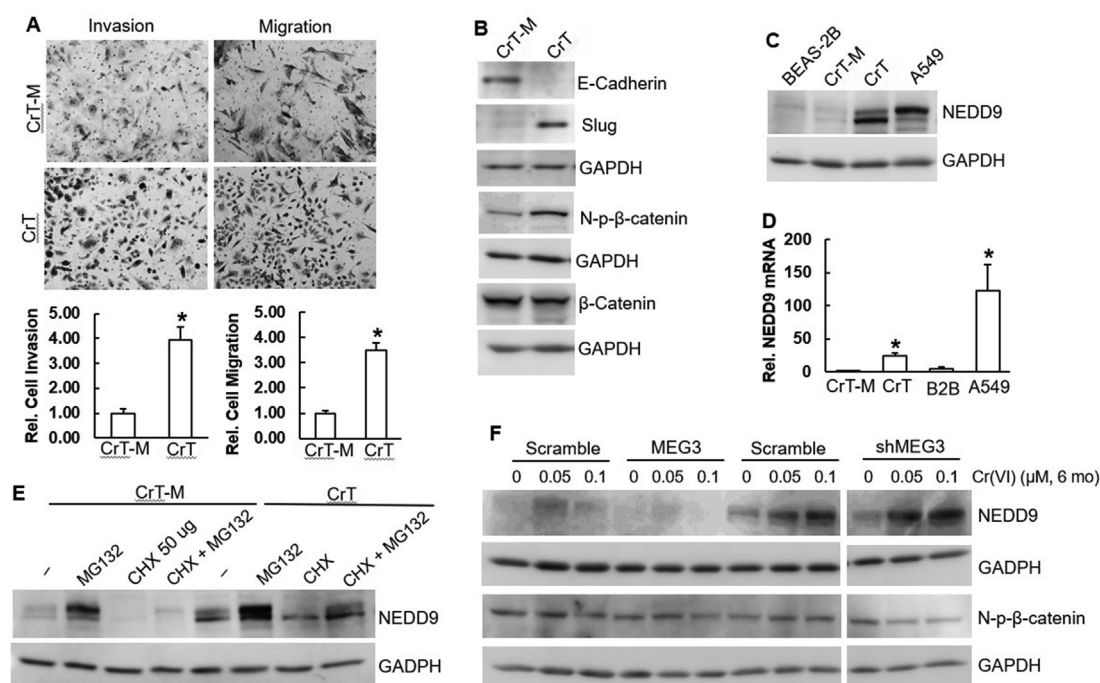 A
Invasion Migration
CrT-M
CrT
Rel. Cell Invasion
5.00
4.00
3.00
2.00
1.00
0.00
*
CrT-M CrT
Rel. Cell Migration
5.00
4.00
3.00
2.00
1.00
0.00
*
CrT-M CrT
B
CrT-M CrT
E-Cadherin
Slug
GAPDH
N-p-β-catenin
GAPDH
β-Catenin
GAPDH
C
BEAS-2B CrT-M CrT A549
NEDD9
GAPDH
D
Rel. NEDD9 mRNA
200
150
100
50
0
* *
CrT-M CrT B2B A549
E
CrT-M CrT
– MG132 CHX 50 ug CHX + MG132 – MG132 CHX CHX + MG132
NEDD9
GADPH
F
Scramble MEG3 Scramble shMEG3
0 0.05 0.1 0 0.05 0.1 0 0.05 0.1 0 0.05 0.1 Cr(VI) (µM, 6 mo)
NEDD9
GADPH
N-p-β-catenin
GAPDH